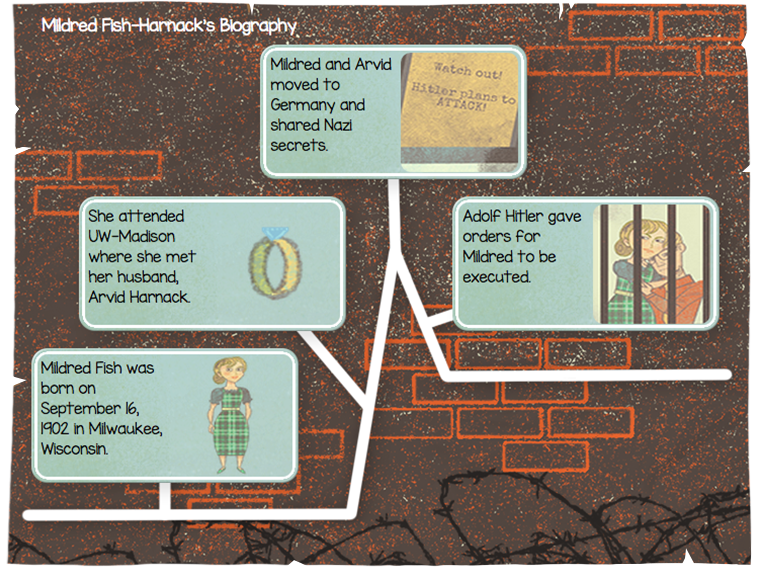 Mildred Fish-Harnack's Biography
Mildred and Arvid
moved to
Germany and
shared Nazi
secrets.
Watch out!
Hitler plans to
ATTACK!
She attended
UW-Madison
where she met
her husband,
Arvid Harnack.
Adolf Hitler gave
orders for
Mildred to be
executed.
Mildred Fish was
born on
September 16,
1902 in Milwaukee,
Wisconsin.